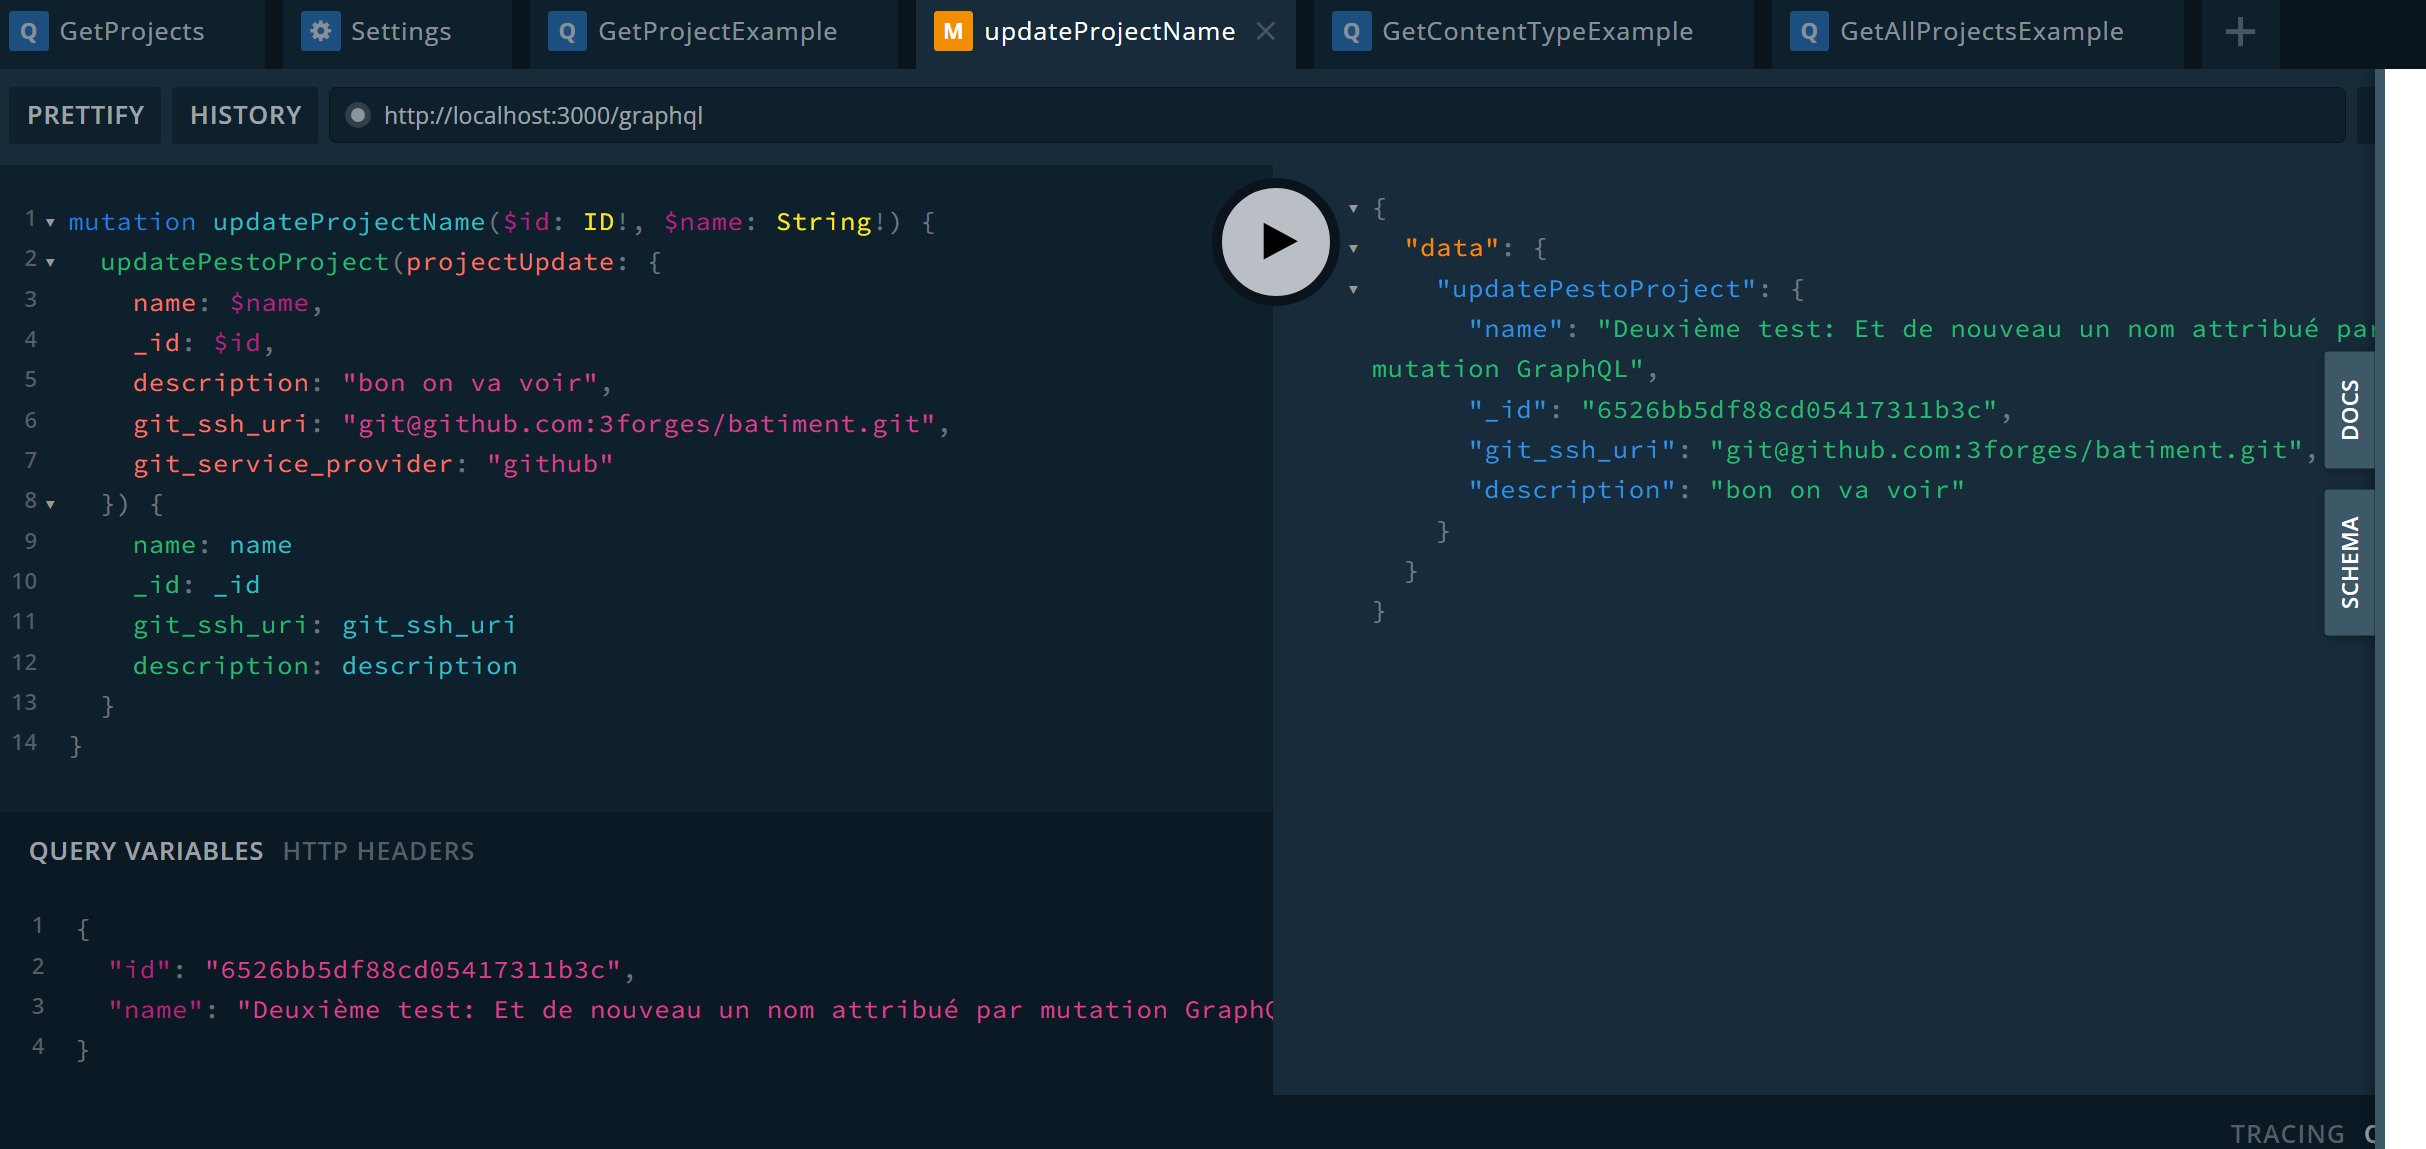 Q GetProjects Settings Q GetProjectExample M updateProjectName Q GetContentTypeExample Q GetAllProjectsExample
PRETTIFY HISTORY http://localhost:3000/graphql
1 mutation updateProjectName($id: ID!, $name: String!) {
2 updatePestoProject(projectUpdate: {
3 name: $name,
4 _id: $id,
5 description: "bon on va voir",
6 git_ssh_uri: "git@github.com:3forges/batiment.git",
7 git_service_provider: "github"
8 }) {
9 name: name
10 _id: _id
11 git_ssh_uri: git_ssh_uri
12 description: description
13 }
14 }
QUERY VARIABLES HTTP HEADERS
1 {
2 "id": "6526bb5df88cd05417311b3c",
3 "name": "Deuxième test: Et de nouveau un nom attribué par mutation GraphQ
4 }
{
"data": {
"updatePestoProject": {
"name": "Deuxième test: Et de nouveau un nom attribué par
mutation GraphQL",
"_id": "6526bb5df88cd05417311b3c",
"git_ssh_uri": "git@github.com:3forges/batiment.git",
"description": "bon on va voir"
}
}
}
DOCS
SCHEMA
TRACING